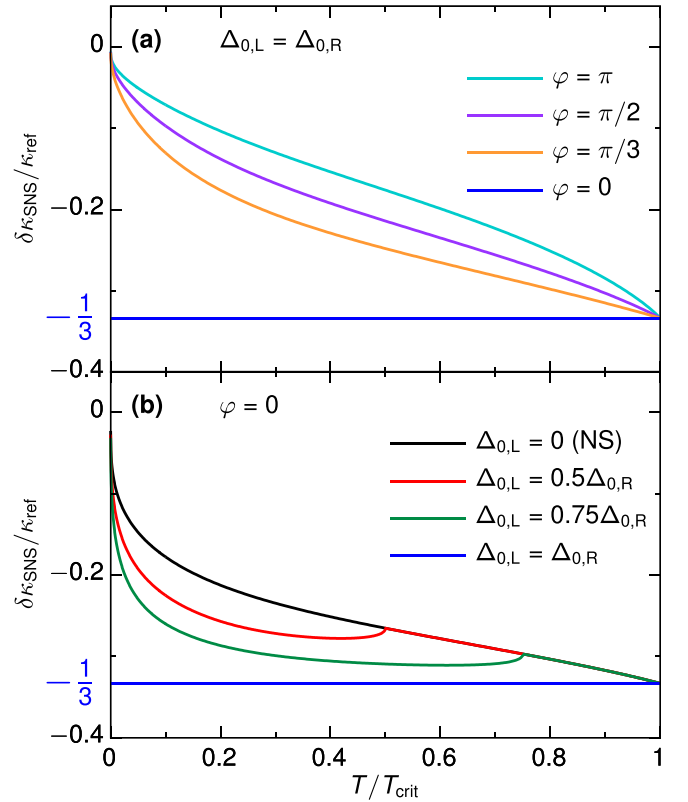 0
(a) Δ₀,L = Δ₀,R
φ = π
φ = π/2
φ = π/3
φ = 0
δκSNS/κref
−0.2
−1/3
−0.4
0
(b) φ = 0
Δ₀,L = 0 (NS)
Δ₀,L = 0.5Δ₀,R
Δ₀,L = 0.75Δ₀,R
Δ₀,L = Δ₀,R
δκSNS/κref
−0.2
−1/3
−0.4
0 0.2 0.4 0.6 0.8 1
T/Tcrit